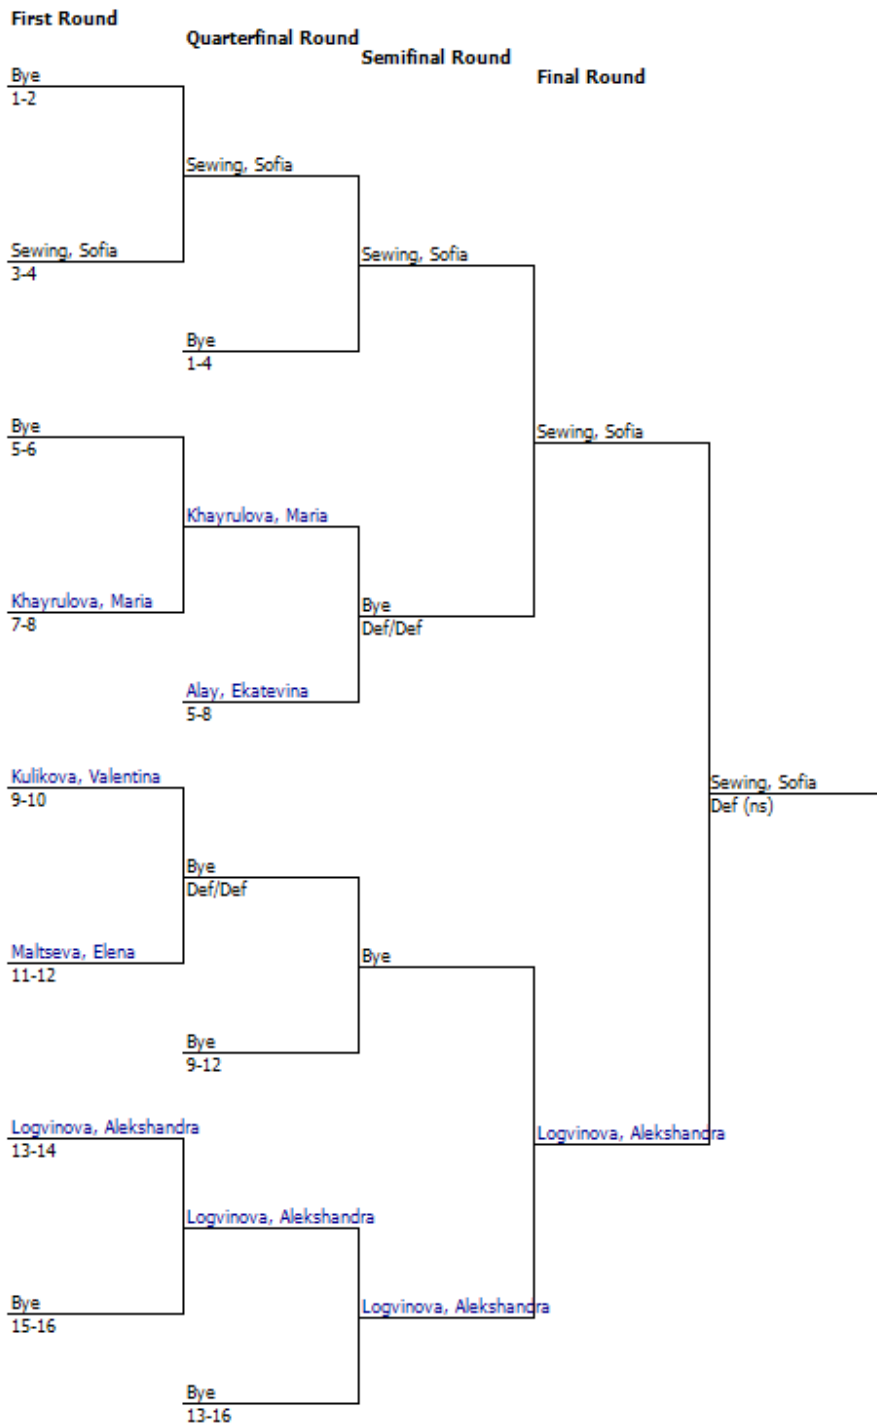 First Round
Quarterfinal Round
Semifinal Round
Final Round
Bye
1-2
Sewing, Sofia
Sewing, Sofia
3-4
Sewing, Sofia
Bye
1-4
Bye
5-6
Sewing, Sofia
Khayrulova, Maria
Khayrulova, Maria
7-8
Bye
Def/Def
Alay, Ekatevina
5-8
Kulikova, Valentina
9-10
Sewing, Sofia
Def (ns)
Bye
Def/Def
Maltseva, Elena
11-12
Bye
Bye
9-12
Logvinova, Alekshandra
13-14
Logvinova, Alekshandra
Logvinova, Alekshandra
Bye
15-16
Logvinova, Alekshandra
Bye
13-16